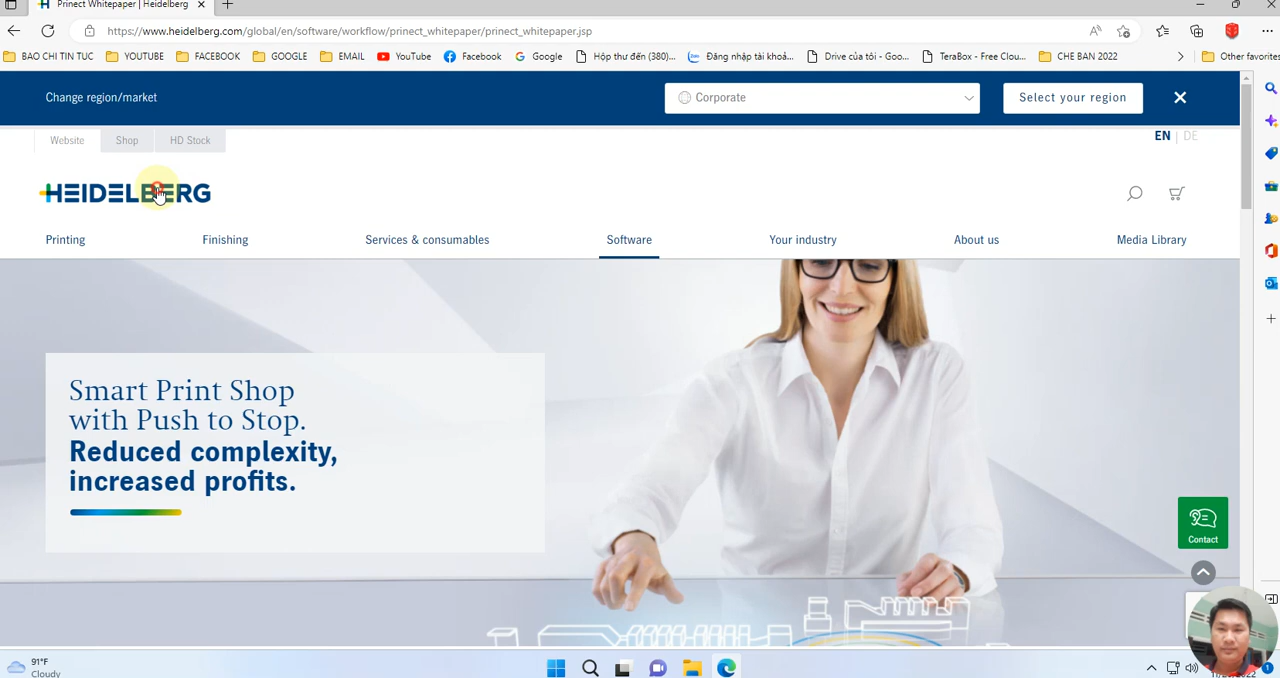 Prinect Whitepaper | Heidelberg
https://www.heidelberg.com/global/en/software/workflow/prinect_whitepaper/prinect_whitepaper.jsp
BAO CHI TIN TUC YOUTUBE FACEBOOK GOOGLE EMAIL YouTube Facebook Google Hộp thư đến (380)... Đăng nhập tài khoả... Drive của tôi - Goo... TeraBox - Free Clou... CHE BAN 2022 Other favorites
Change region/market Corporate Select your region
Website Shop HD Stock EN | DE
HEIDELBERG
Printing Finishing Services & consumables Software Your industry About us Media Library
Smart Print Shop
with Push to Stop.
Reduced complexity,
increased profits.
Contact
91°F
Cloudy